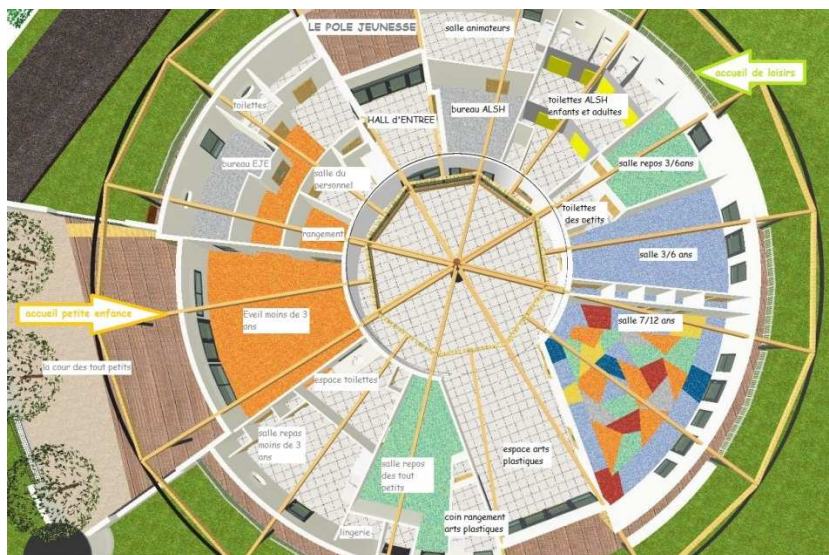 LE POLE JEUNESSE
salle animateurs
accueil de loisirs
toilettes
HALL d'ENTREE
bureau ALSH
toilettes ALSH
enfants et adultes
bureau EJE
salle du
personnel
salle repos 3/6ans
toilettes
des petits
rangement
salle 3/6 ans
accueil petite enfance
Eveil moins de 3
ans
salle 7/12 ans
la cour des tout petits
espace toilettes
salle repas
moins de 3
ans
salle repos
des tout
petits
espace arts
plastiques
lingerie
coin rangement
arts plastiques